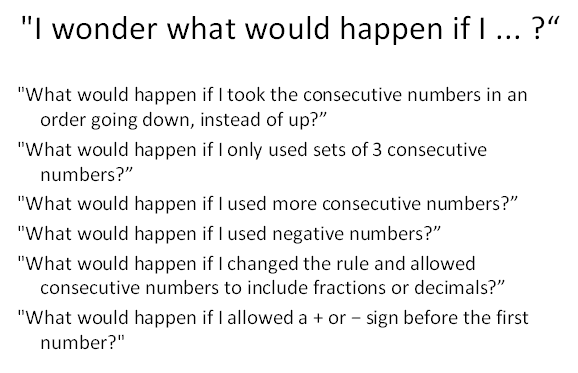 "I wonder what would happen if I ... ?“
"What would happen if I took the consecutive numbers in an
order going down, instead of up?”
"What would happen if I only used sets of 3 consecutive
numbers?”
"What would happen if I used more consecutive numbers?”
"What would happen if I used negative numbers?”
"What would happen if I changed the rule and allowed
consecutive numbers to include fractions or decimals?”
"What would happen if I allowed a + or − sign before the first
number?"